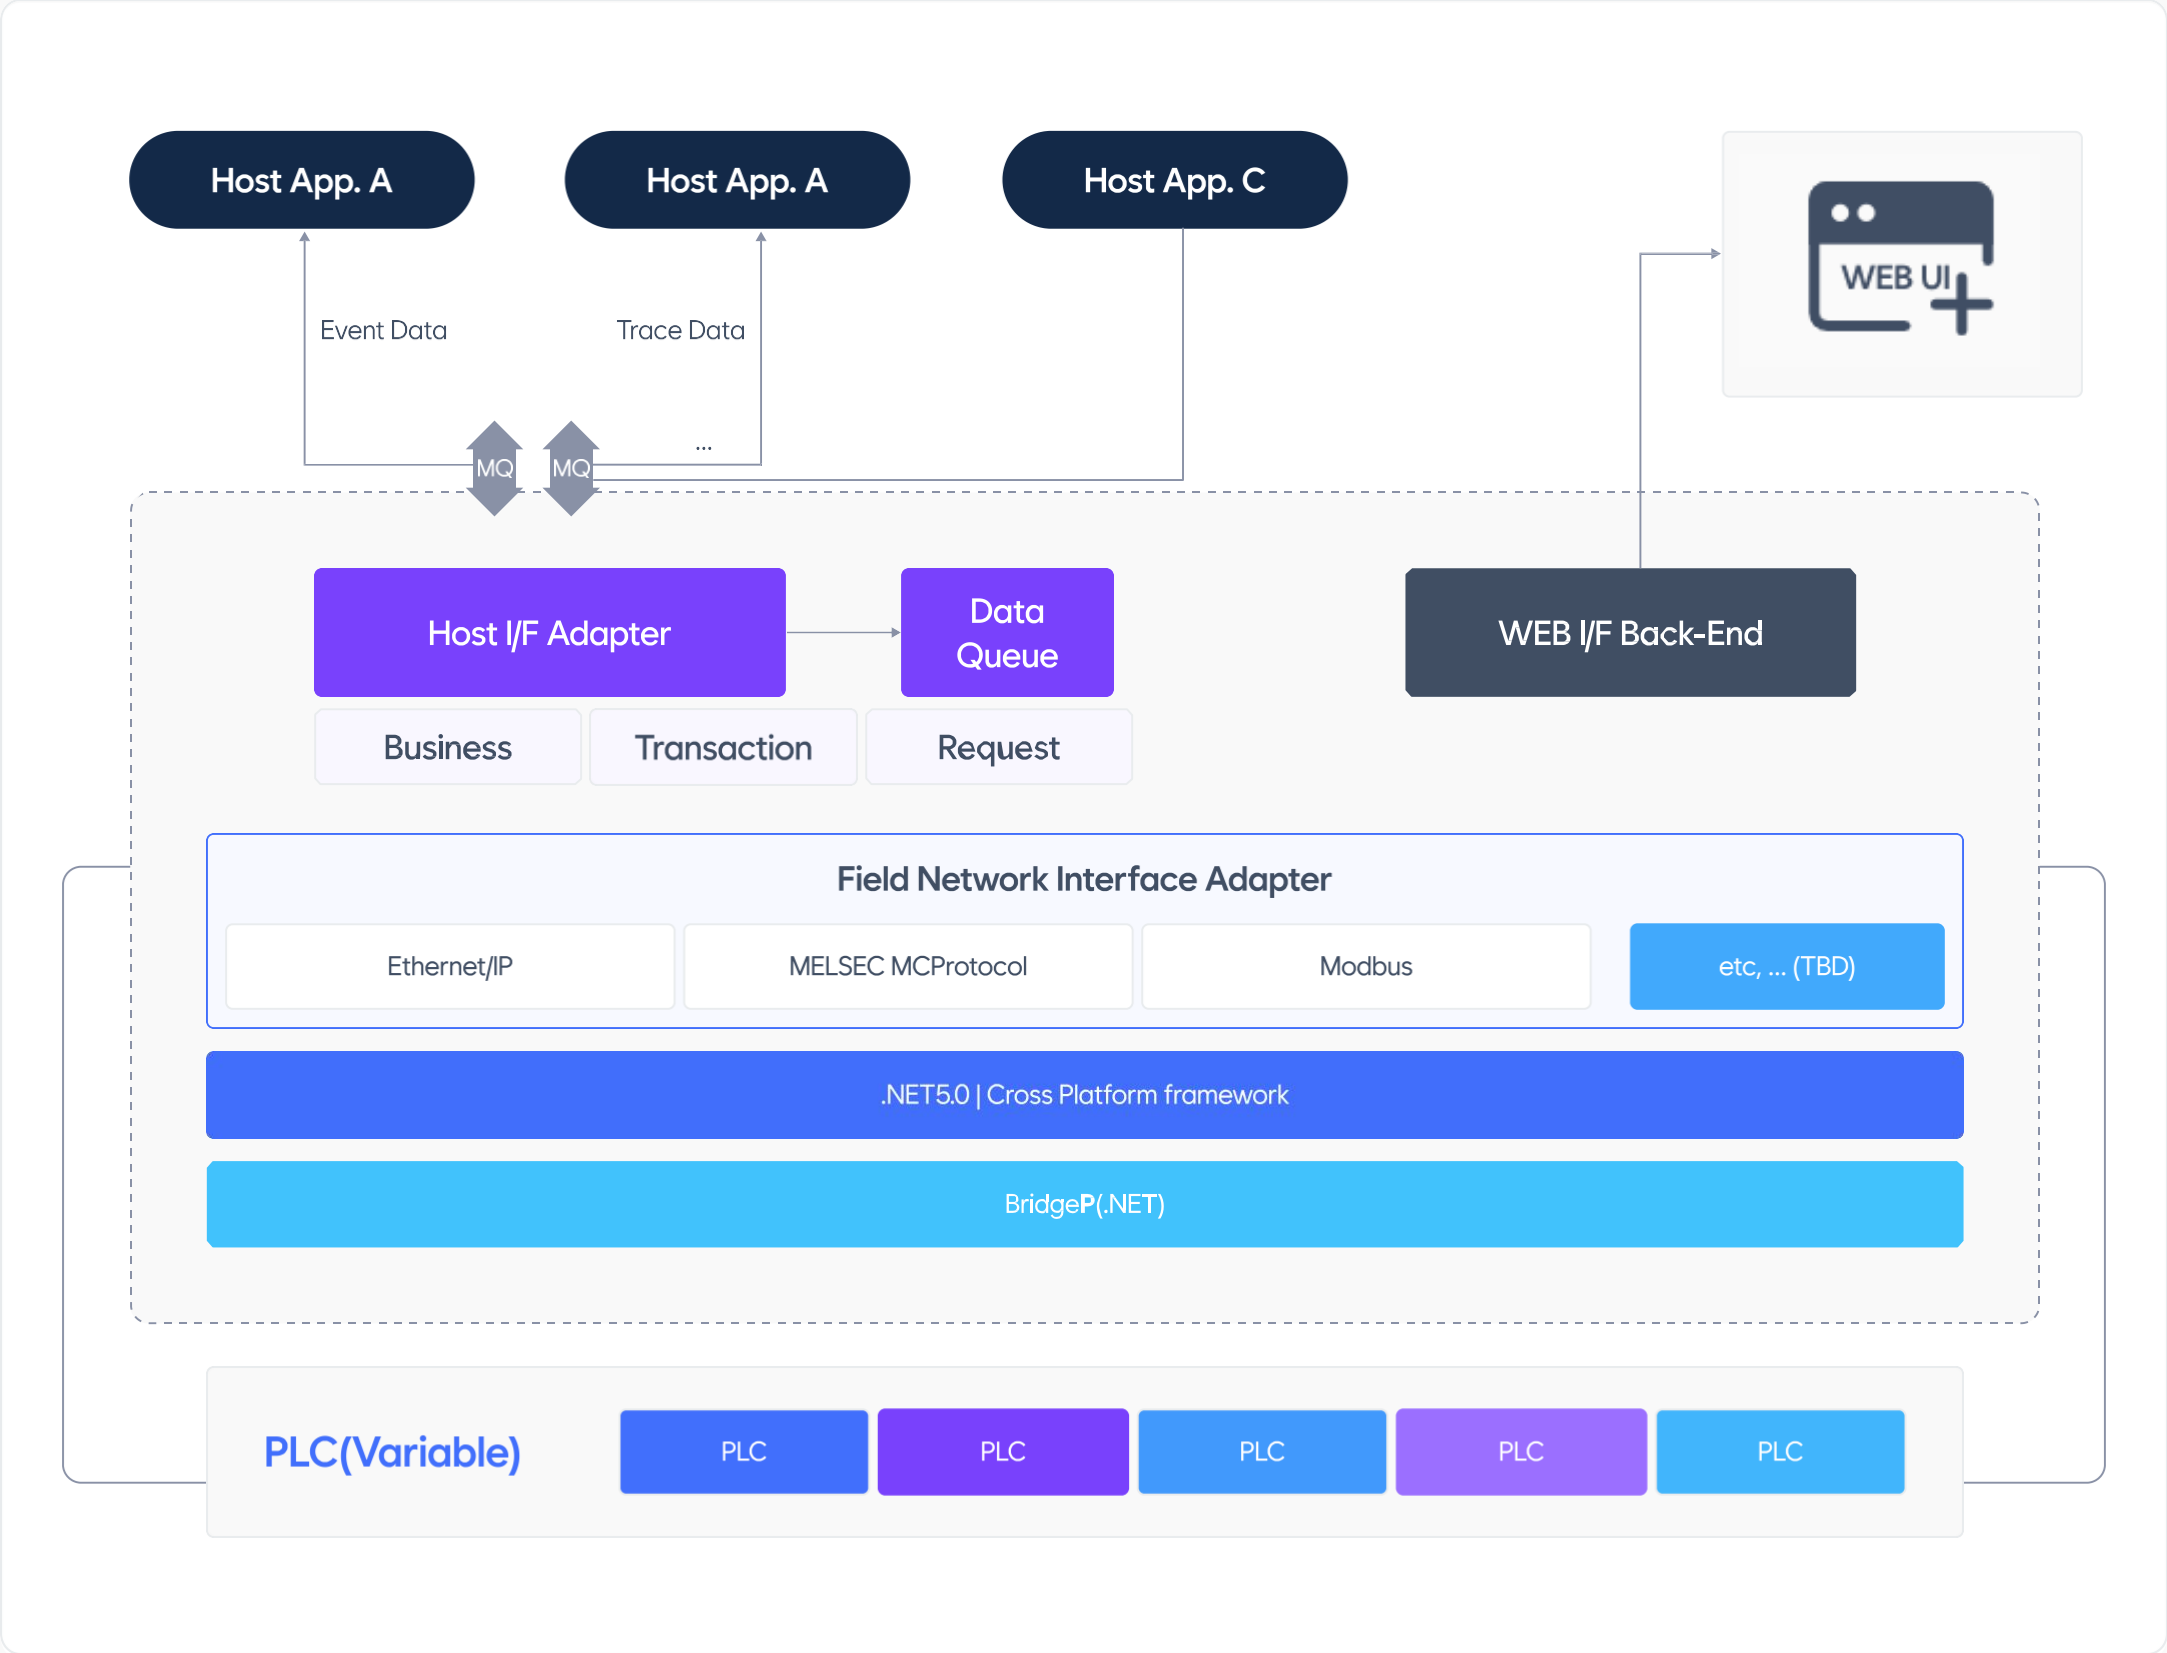 Host App. A
Host App. A
Host App. C
WEB UI
Event Data
Trace Data
...
MQ
MQ
Host I/F Adapter
Data
Queue
WEB I/F Back-End
Business
Transaction
Request
Field Network Interface Adapter
Ethernet/IP
MELSEC MCProtocol
Modbus
etc, ... (TBD)
.NET5.0 | Cross Platform framework
BridgeP(.NET)
PLC(Variable)
PLC
PLC
PLC
PLC
PLC